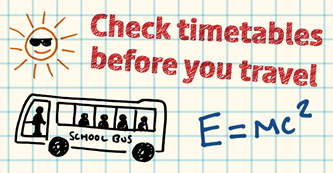 Check timetables
before you travel
SCHOOL BUS
E=MC²